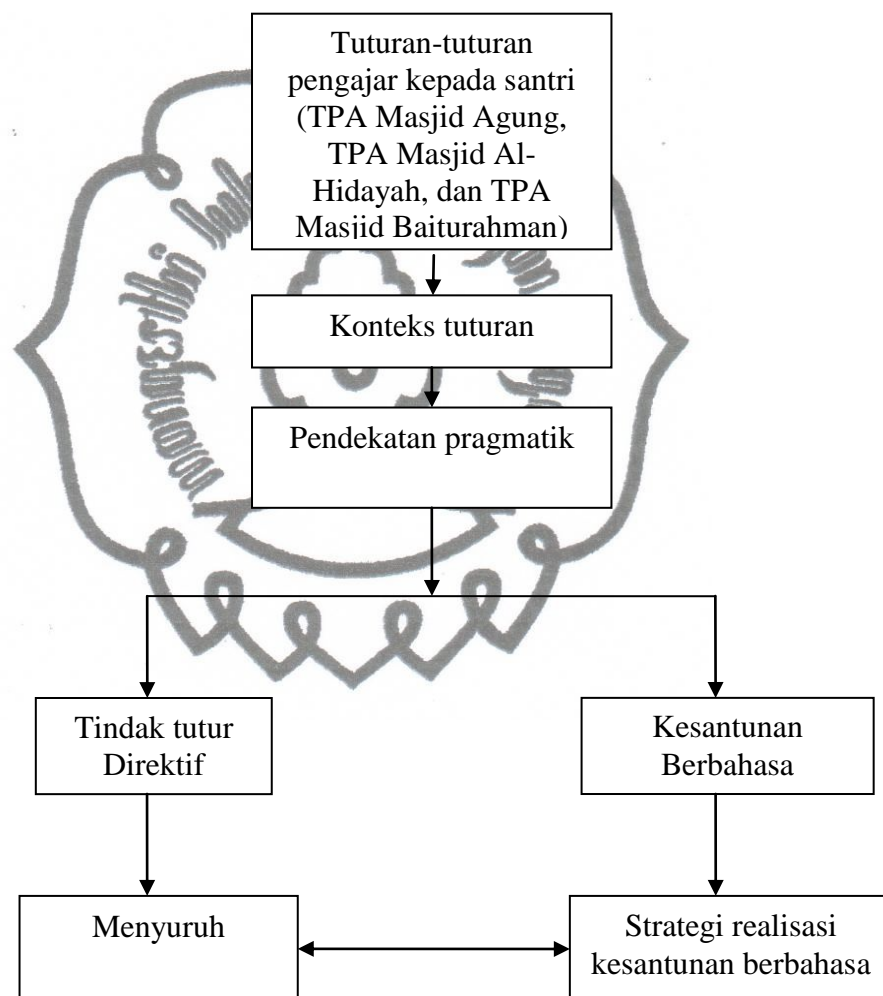 Tuturan-tuturan
pengajar kepada santri
(TPA Masjid Agung,
TPA Masjid Al-
Hidayah, dan TPA
Masjid Baiturahman)
Konteks tuturan
Pendekatan pragmatik
Tindak tutur
Direktif
Kesantunan
Berbahasa
Menyuruh
Strategi realisasi
kesantunan berbahasa